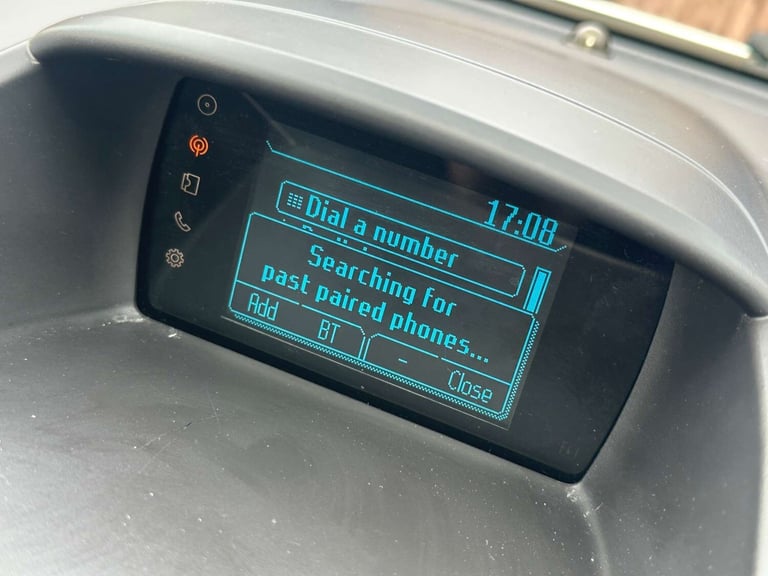 17:08
Dial a number
Searching for
past paired phones...
Add
BT
-
Close